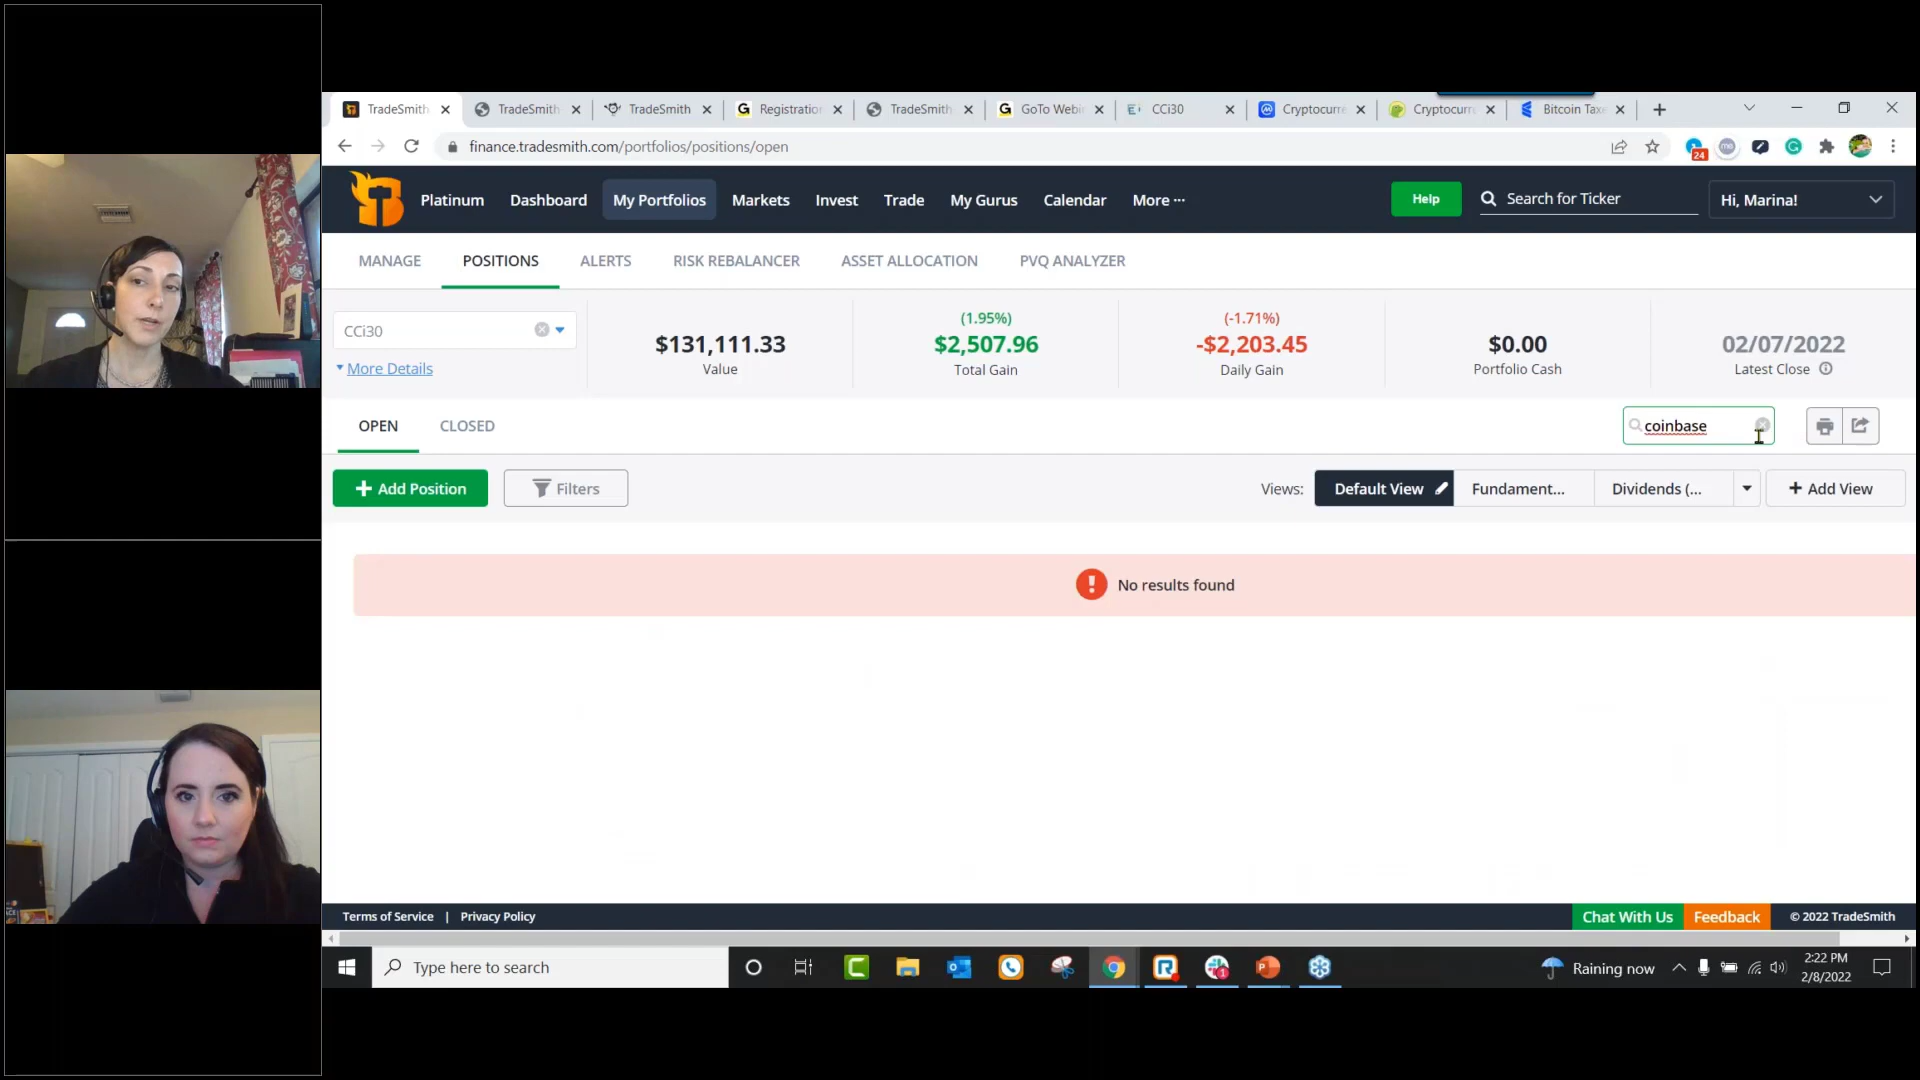 TradeSmith
TradeSmith
TradeSmith
Registration
TradeSmith
GoTo Webi
CCi30
Cryptocurre
Cryptocurre
Bitcoin Taxe
finance.tradesmith.com/portfolios/positions/open
24
Platinum
Dashboard
My Portfolios
Markets
Invest
Trade
My Gurus
Calendar
More ···
Help
Search for Ticker
Hi, Marina!
MANAGE
POSITIONS
ALERTS
RISK REBALANCER
ASSET ALLOCATION
PVQ ANALYZER
CCi30
More Details
$131,111.33
Value
(1.95%)
$2,507.96
Total Gain
(-1.71%)
-$2,203.45
Daily Gain
$0.00
Portfolio Cash
02/07/2022
Latest Close
OPEN
CLOSED
coinbase
+ Add Position
Filters
Views:
Default View
Fundament...
Dividends (...
+ Add View
No results found
Terms of Service | Privacy Policy
Chat With Us
Feedback
© 2022 TradeSmith
Type here to search
Raining now
2:22 PM
2/8/2022